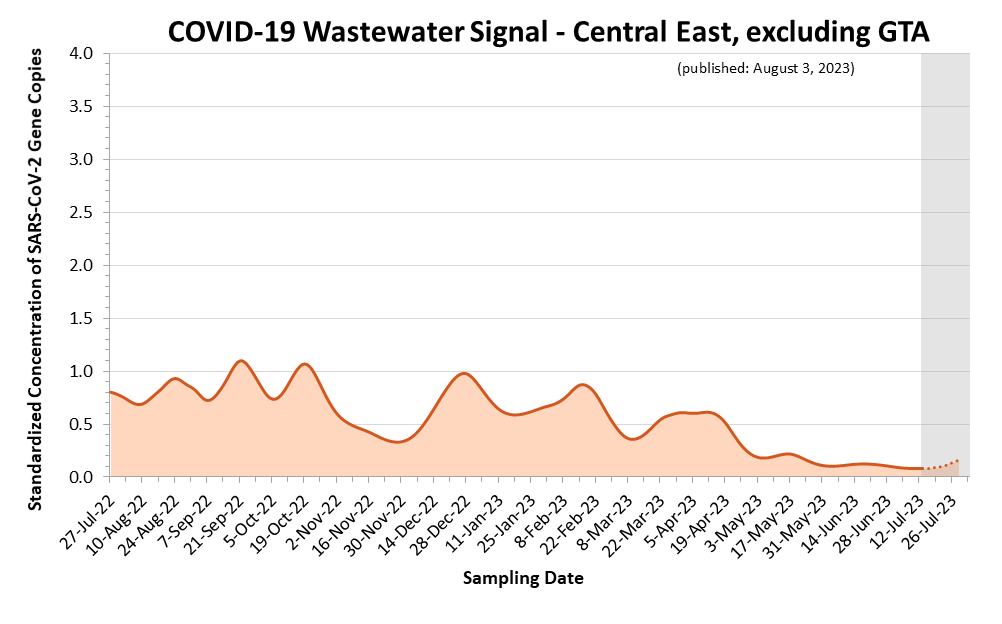 COVID-19 Wastewater Signal - Central East, excluding GTA
(published: August 3, 2023)
Standardized Concentration of SARS-CoV-2 Gene Copies
4.0
3.5
3.0
2.5
2.0
1.5
1.0
0.5
0.0
27-Jul-22
10-Aug-22
24-Aug-22
7-Sep-22
21-Sep-22
5-Oct-22
19-Oct-22
2-Nov-22
16-Nov-22
30-Nov-22
14-Dec-22
28-Dec-22
11-Jan-23
25-Jan-23
8-Feb-23
22-Feb-23
8-Mar-23
22-Mar-23
5-Apr-23
19-Apr-23
3-May-23
17-May-23
31-May-23
14-Jun-23
28-Jun-23
12-Jul-23
26-Jul-23
Sampling Date